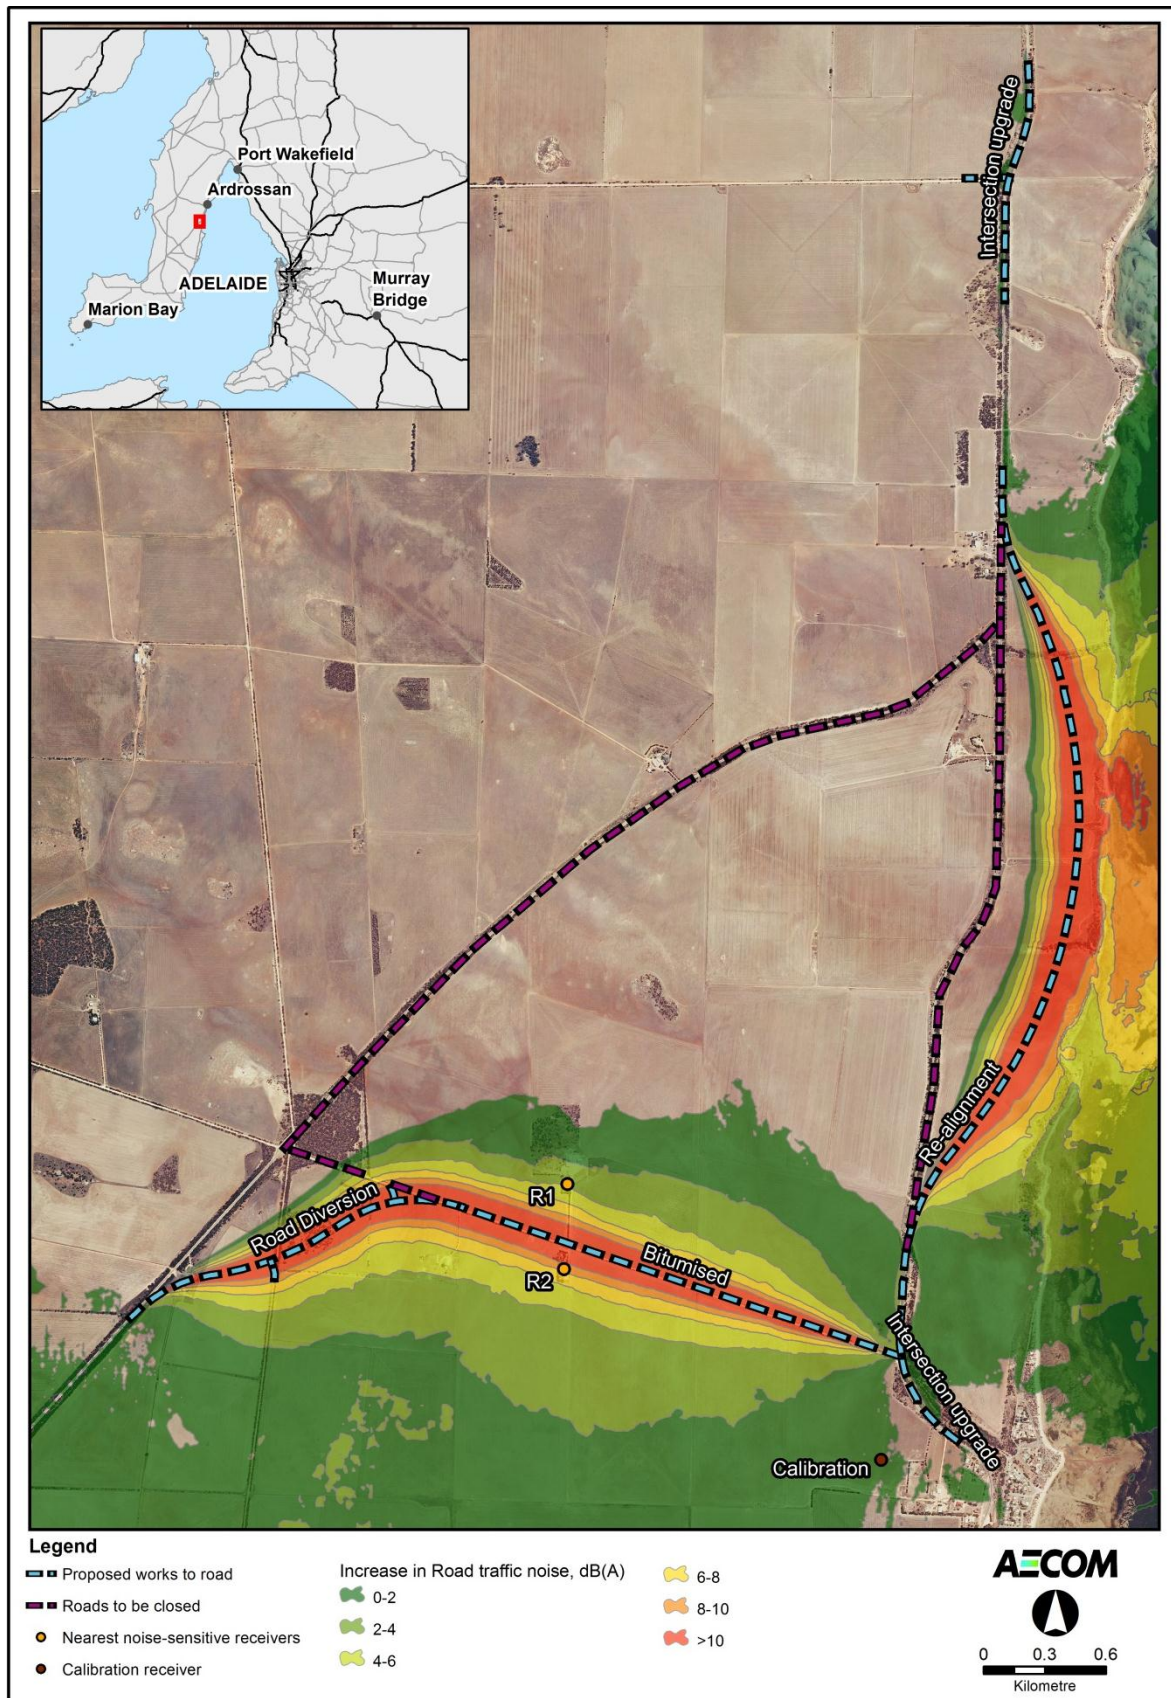 Port Wakefield
Ardrossan
ADELAIDE
Murray
Bridge
Marion Bay
Intersection upgrade
Re-alignment
Road Diversion
R1
Bitumised
R2
Intersection upgrade
Calibration
Legend
Proposed works to road
Roads to be closed
Nearest noise-sensitive receivers
Calibration receiver
Increase in Road traffic noise, dB(A)
0-2
2-4
4-6
6-8
8-10
>10
AECOM
0 0.3 0.6
Kilometre